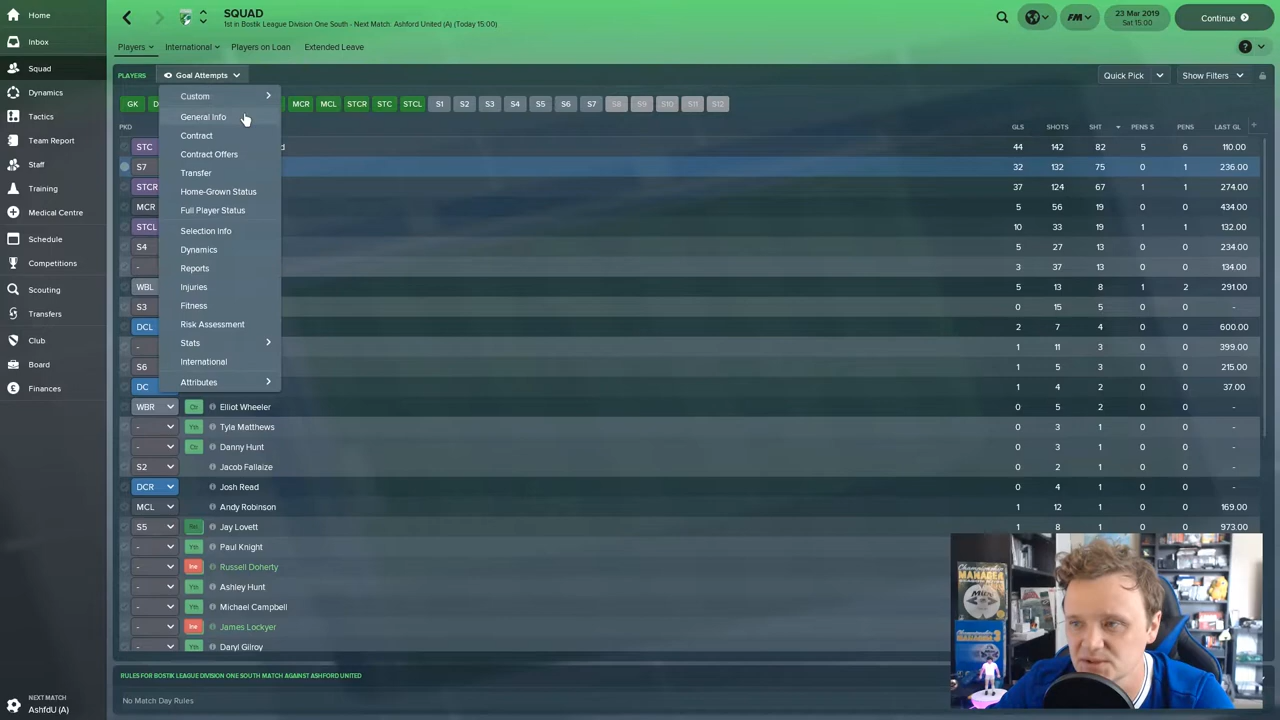 Home
Inbox
Squad
Dynamics
Tactics
Team Report
Staff
Training
Medical Centre
Schedule
Competitions
Scouting
Transfers
Club
Board
Finances
NEXT MATCH
AshfdU (A)
SQUAD
1st in Bostik League Division One South - Next Match: Ashford United (A) (Today 15:00)
FM
23 Mar 2019
Sat 15:00
Continue
Players
International
Players on Loan
Extended Leave
?
PLAYERS
Goal Attempts
Quick Pick
Show Filters
GK D MCR MCL STCR STC STCL S1 S2 S3 S4 S5 S6 S7 S8 S9 S10 S11 S12
Custom
General Info
Contract
Contract Offers
Transfer
Home-Grown Status
Full Player Status
Selection Info
Dynamics
Reports
Injuries
Fitness
Risk Assessment
Stats
International
Attributes
PKD GLS SHOTS SHT PENS S PENS LAST GL
STC d 44 142 82 5 6 110.00
S7 32 132 75 0 1 236.00
STCR 37 124 67 1 1 274.00
MCR 5 56 19 0 0 434.00
STCL 10 33 19 1 1 132.00
S4 5 27 13 0 0 234.00
- 3 37 13 0 0 134.00
WBL 5 13 8 1 2 291.00
S3 0 15 5 0 0 -
DCL 2 7 4 0 0 600.00
- 1 11 3 0 0 399.00
S6 1 5 3 0 0 215.00
DC 1 4 2 0 0 37.00
WBR Elliot Wheeler 0 5 2 0 0 -
- Yth Tyla Matthews 0 3 1 0 0 -
- Danny Hunt 0 3 1 0 0 -
S2 Jacob Fallaize 0 2 1 0 0 -
DCR Josh Read 0 4 1 0 0 -
MCL Andy Robinson 1 12 1 0 0 169.00
S5 Jay Lovett 1 8 1 0 0 973.00
- Yth Paul Knight
- Ine Russell Doherty
- Yth Ashley Hunt
- Yth Michael Campbell
- Ine James Lockyer
- Yth Daryl Gilroy
RULES FOR BOSTIK LEAGUE DIVISION ONE SOUTH MATCH AGAINST ASHFORD UNITED
No Match Day Rules